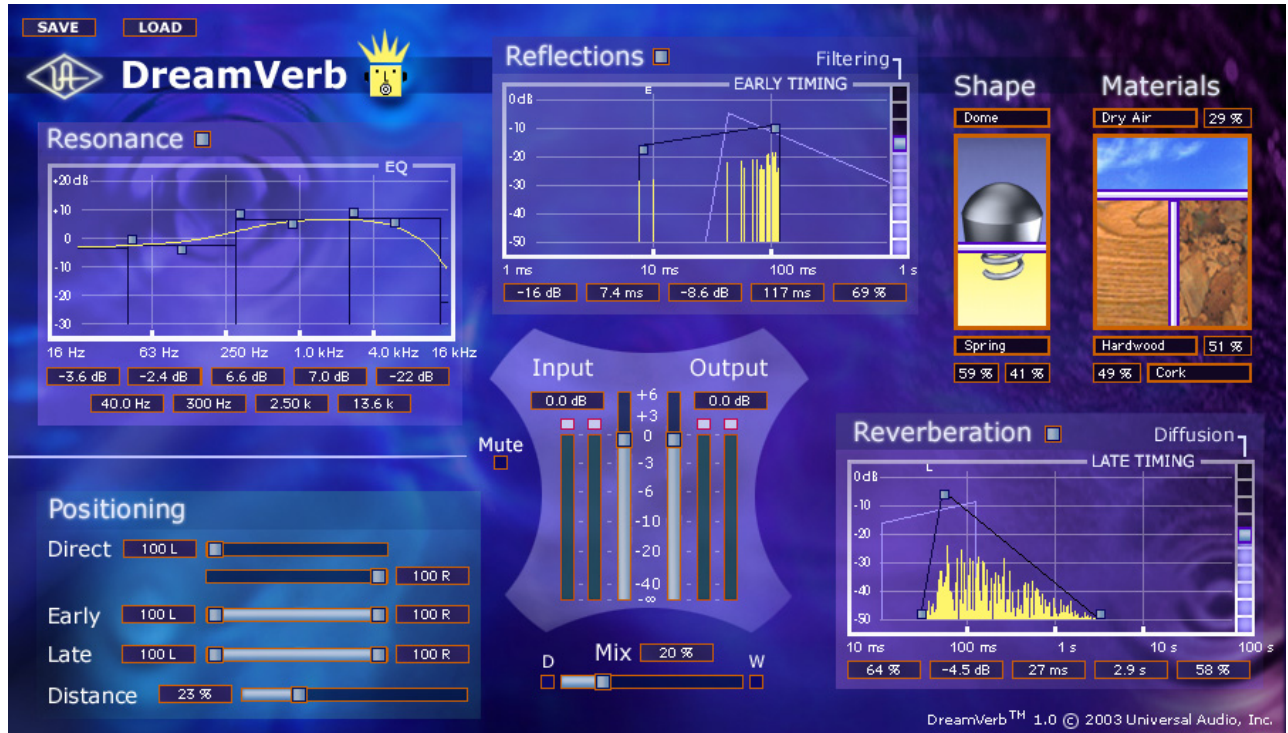 SAVE LOAD
DreamVerb
Resonance
EQ
+20 dB
+10
0
-10
-20
-30
16 Hz 63 Hz 250 Hz 1.0 kHz 4.0 kHz 16 kHz
-3.6 dB -2.4 dB 6.6 dB 7.0 dB -22 dB
40.0 Hz 300 Hz 2.50 k 13.6 k
Positioning
Direct 100 L
100 R
Early 100 L 100 R
Late 100 L 100 R
Distance 23 %
Reflections
Filtering
EARLY TIMING
E
0 dB
-10
-20
-30
-40
-50
1 ms 10 ms 100 ms 1 s
-16 dB 7.4 ms -8.6 dB 117 ms 69 %
Input Output
0.0 dB 0.0 dB
+6
+3
0
-3
-6
-10
-20
-40
-∞
Mute
Mix 20 %
D W
Shape Materials
Dome Dry Air 29 %
Spring Hardwood 51 %
59 % 41 % 49 % Cork
Reverberation
Diffusion
LATE TIMING
L
0 dB
-10
-20
-30
-40
-50
10 ms 100 ms 1 s 10 s 100 s
64 % -4.5 dB 27 ms 2.9 s 58 %
DreamVerb™ 1.0 © 2003 Universal Audio, Inc.